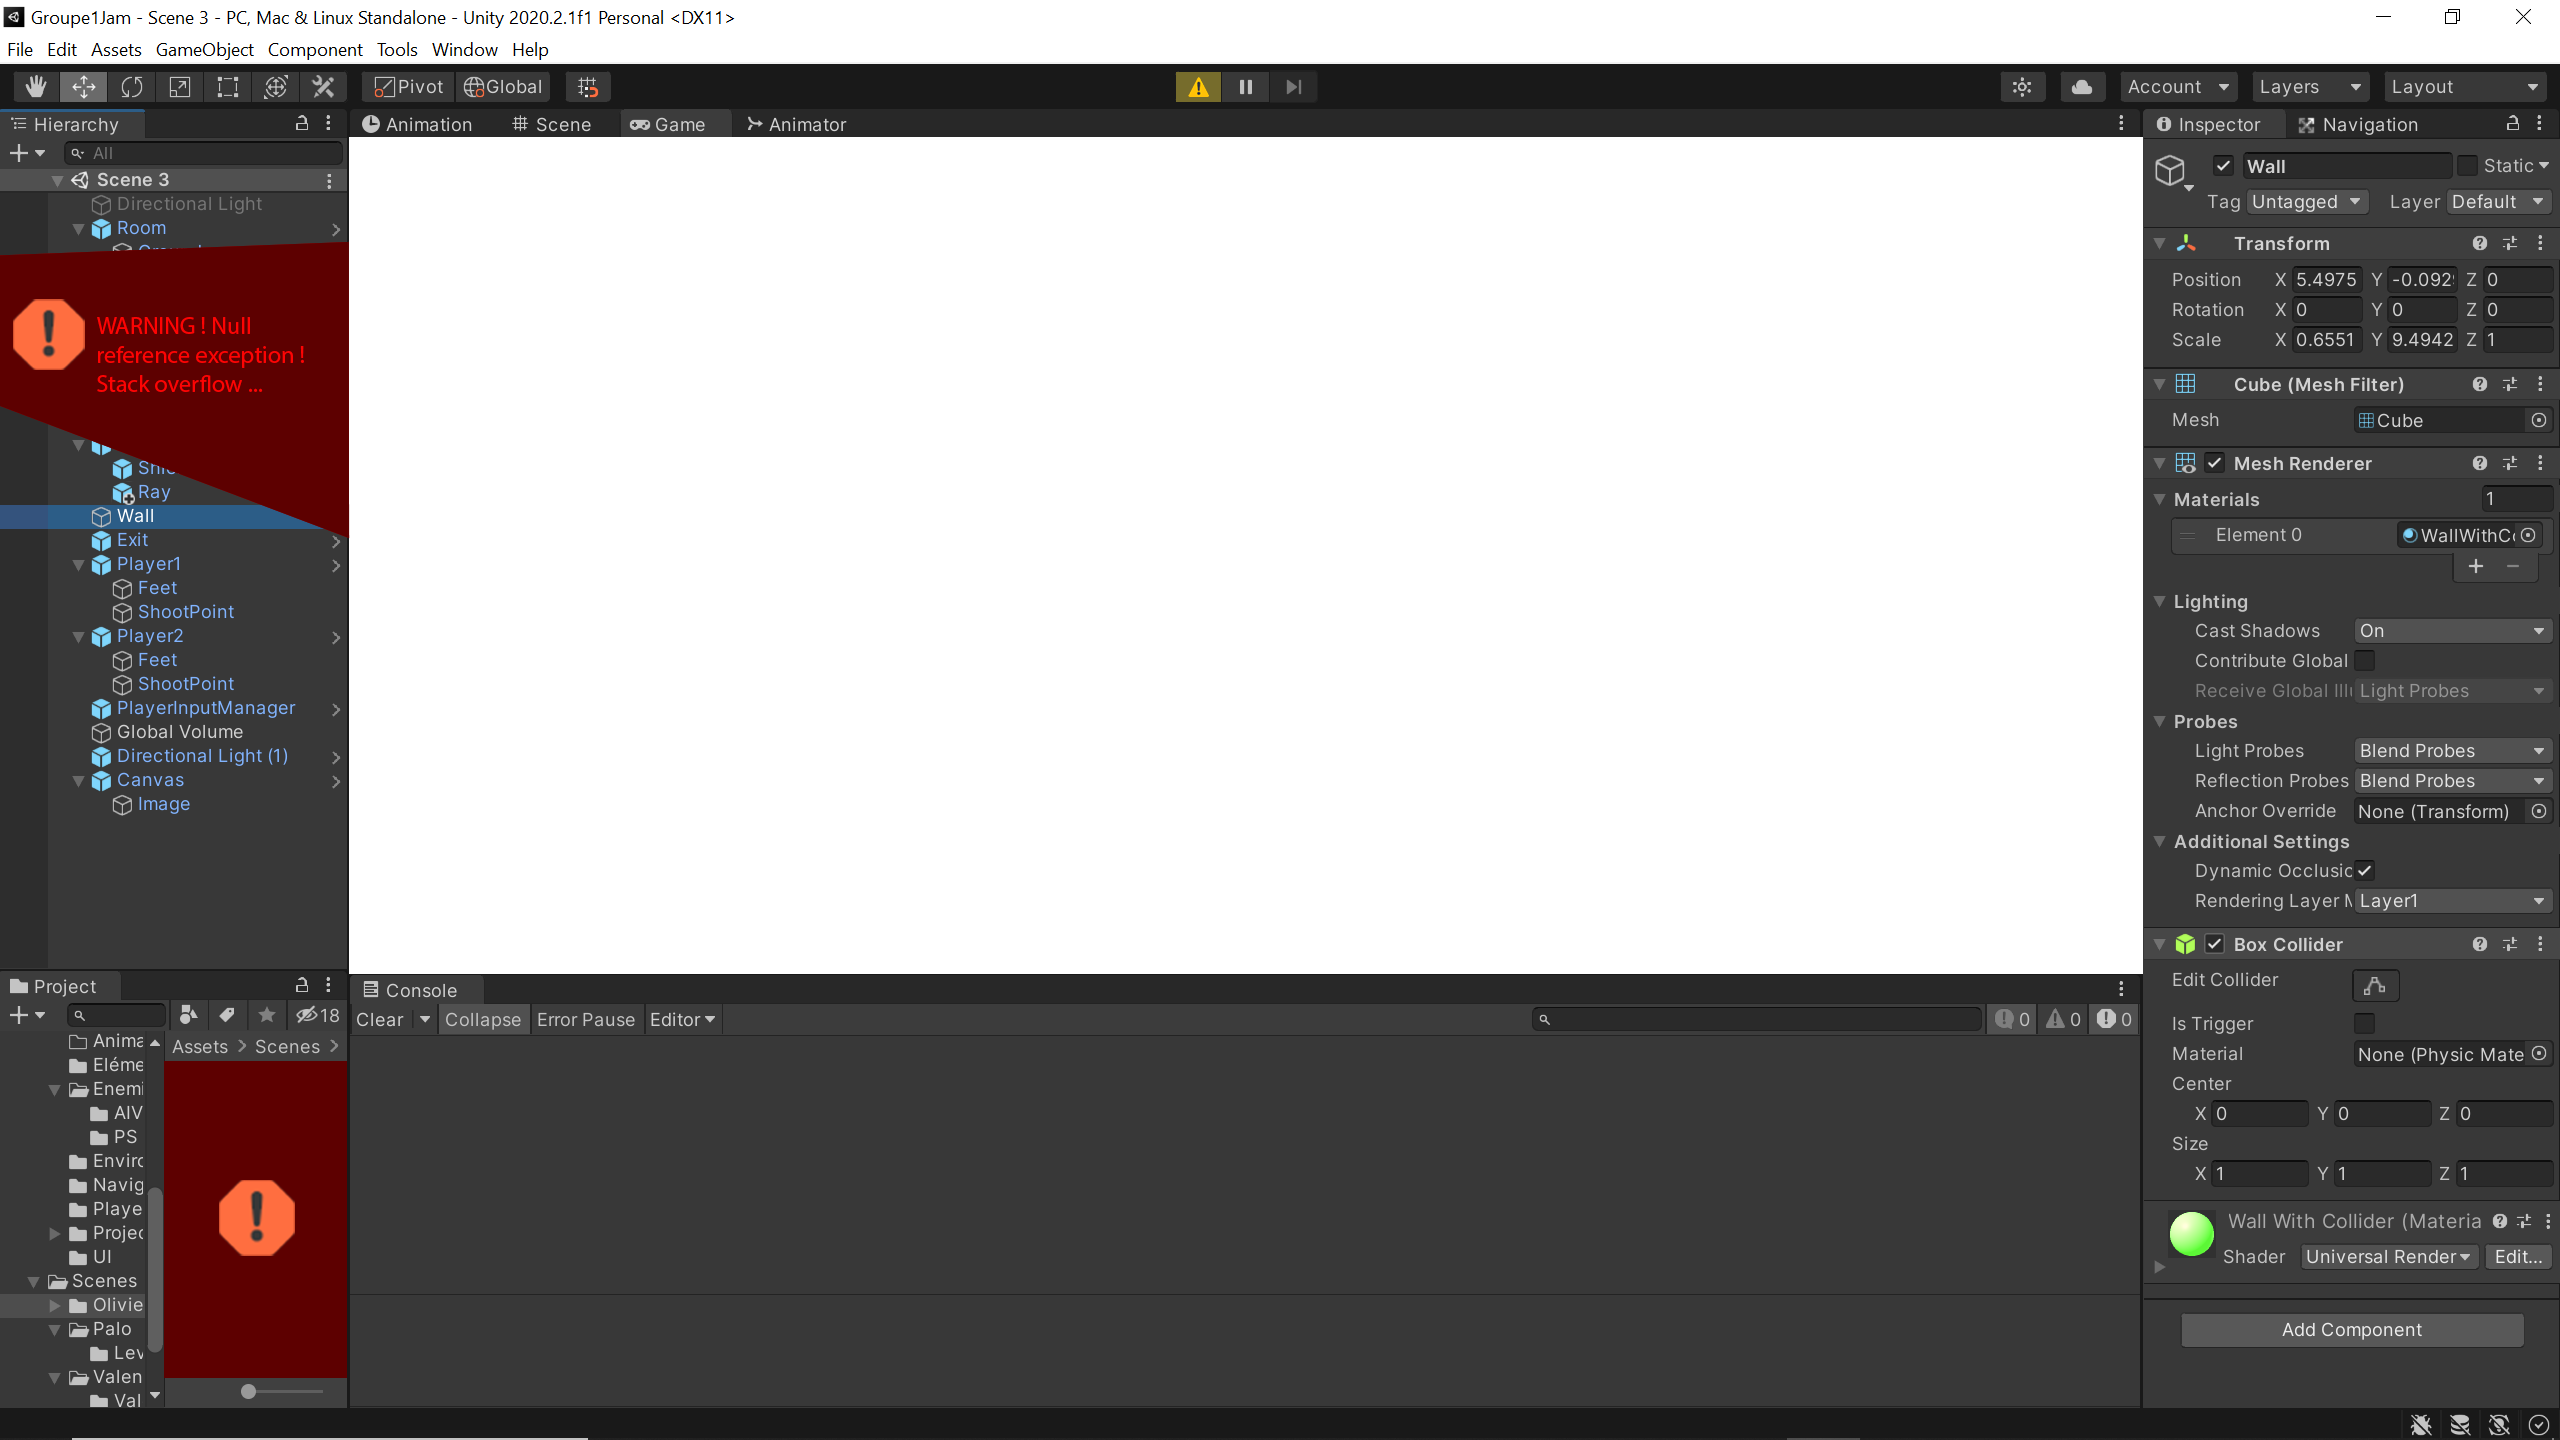 Groupe1Jam - Scene 3 - PC, Mac & Linux Standalone - Unity 2020.2.1f1 Personal <DX11>
File Edit Assets GameObject Component Tools Window Help
Pivot Global
Account Layers Layout
Hierarchy
All
Scene 3
Directional Light
Room
WARNING ! Null
reference exception !
Stack overflow ...
Ray
Wall
Exit
Player1
Feet
ShootPoint
Player2
Feet
ShootPoint
PlayerInputManager
Global Volume
Directional Light (1)
Canvas
Image
Animation Scene Game Animator
Project
18
Anima
Eléme
Enemi
AIV
PS
Enviro
Navig
Playe
Projec
UI
Scenes
Olivie
Palo
Lev
Valen
Val
Assets > Scenes >
Console
Clear Collapse Error Pause Editor
0 0 0
Inspector Navigation
Wall Static
Tag Untagged Layer Default
Transform
Position X 5.4975 Y -0.092 Z 0
Rotation X 0 Y 0 Z 0
Scale X 0.6551 Y 9.4942 Z 1
Cube (Mesh Filter)
Mesh Cube
Mesh Renderer
Materials 1
Element 0 WallWithCo
Lighting
Cast Shadows On
Contribute Global
Receive Global Illu Light Probes
Probes
Light Probes Blend Probes
Reflection Probes Blend Probes
Anchor Override None (Transform)
Additional Settings
Dynamic Occlusic
Rendering Layer M Layer1
Box Collider
Edit Collider
Is Trigger
Material None (Physic Mate
Center
X 0 Y 0 Z 0
Size
X 1 Y 1 Z 1
Wall With Collider (Materia
Shader Universal Render Edit...
Add Component